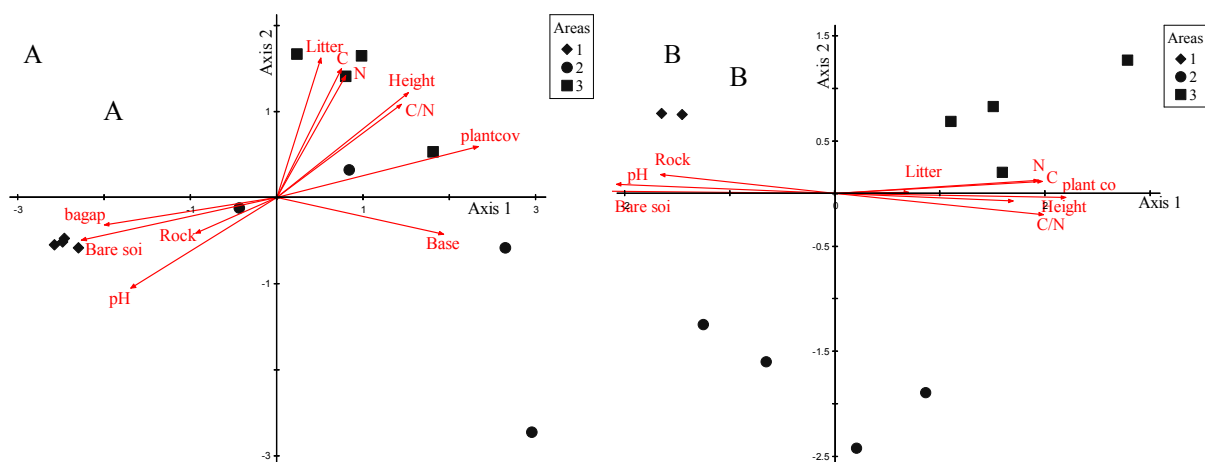 A
A
Axis 2
Litter
C
N
Height
C/N
plantcov
Areas
1
2
3
1
-3
-1
1
3
Axis 1
bagap
Bare soi
Rock
pH
Base
-1
-3
B
B
Axis 2
1.5
0.5
Areas
1
2
3
Rock
pH
Bare soi
-2
0
2
Litter
N
C
plant co
Axis 1
Height
C/N
-0.5
-1.5
-2.5